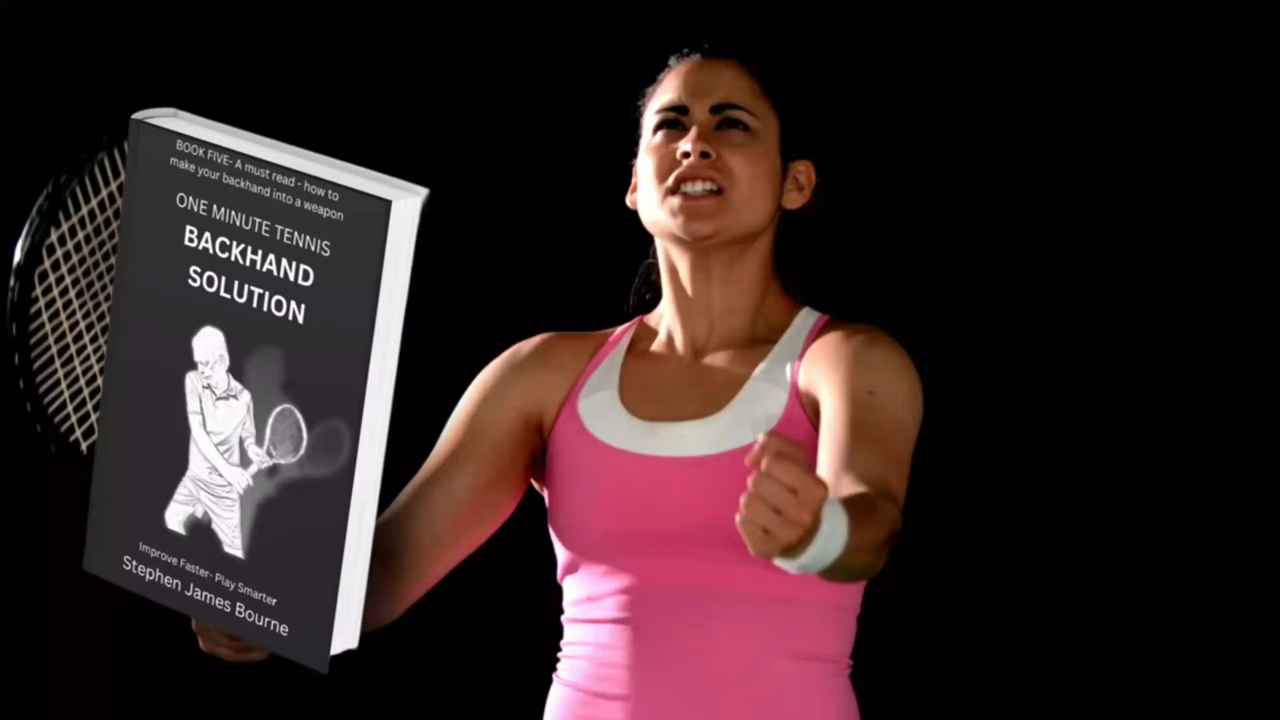 BOOK FIVE- A must read - how to
make your backhand into a weapon
ONE MINUTE TENNIS
BACKHAND
SOLUTION
Improve Faster- Play Smarter
Stephen James Bourne